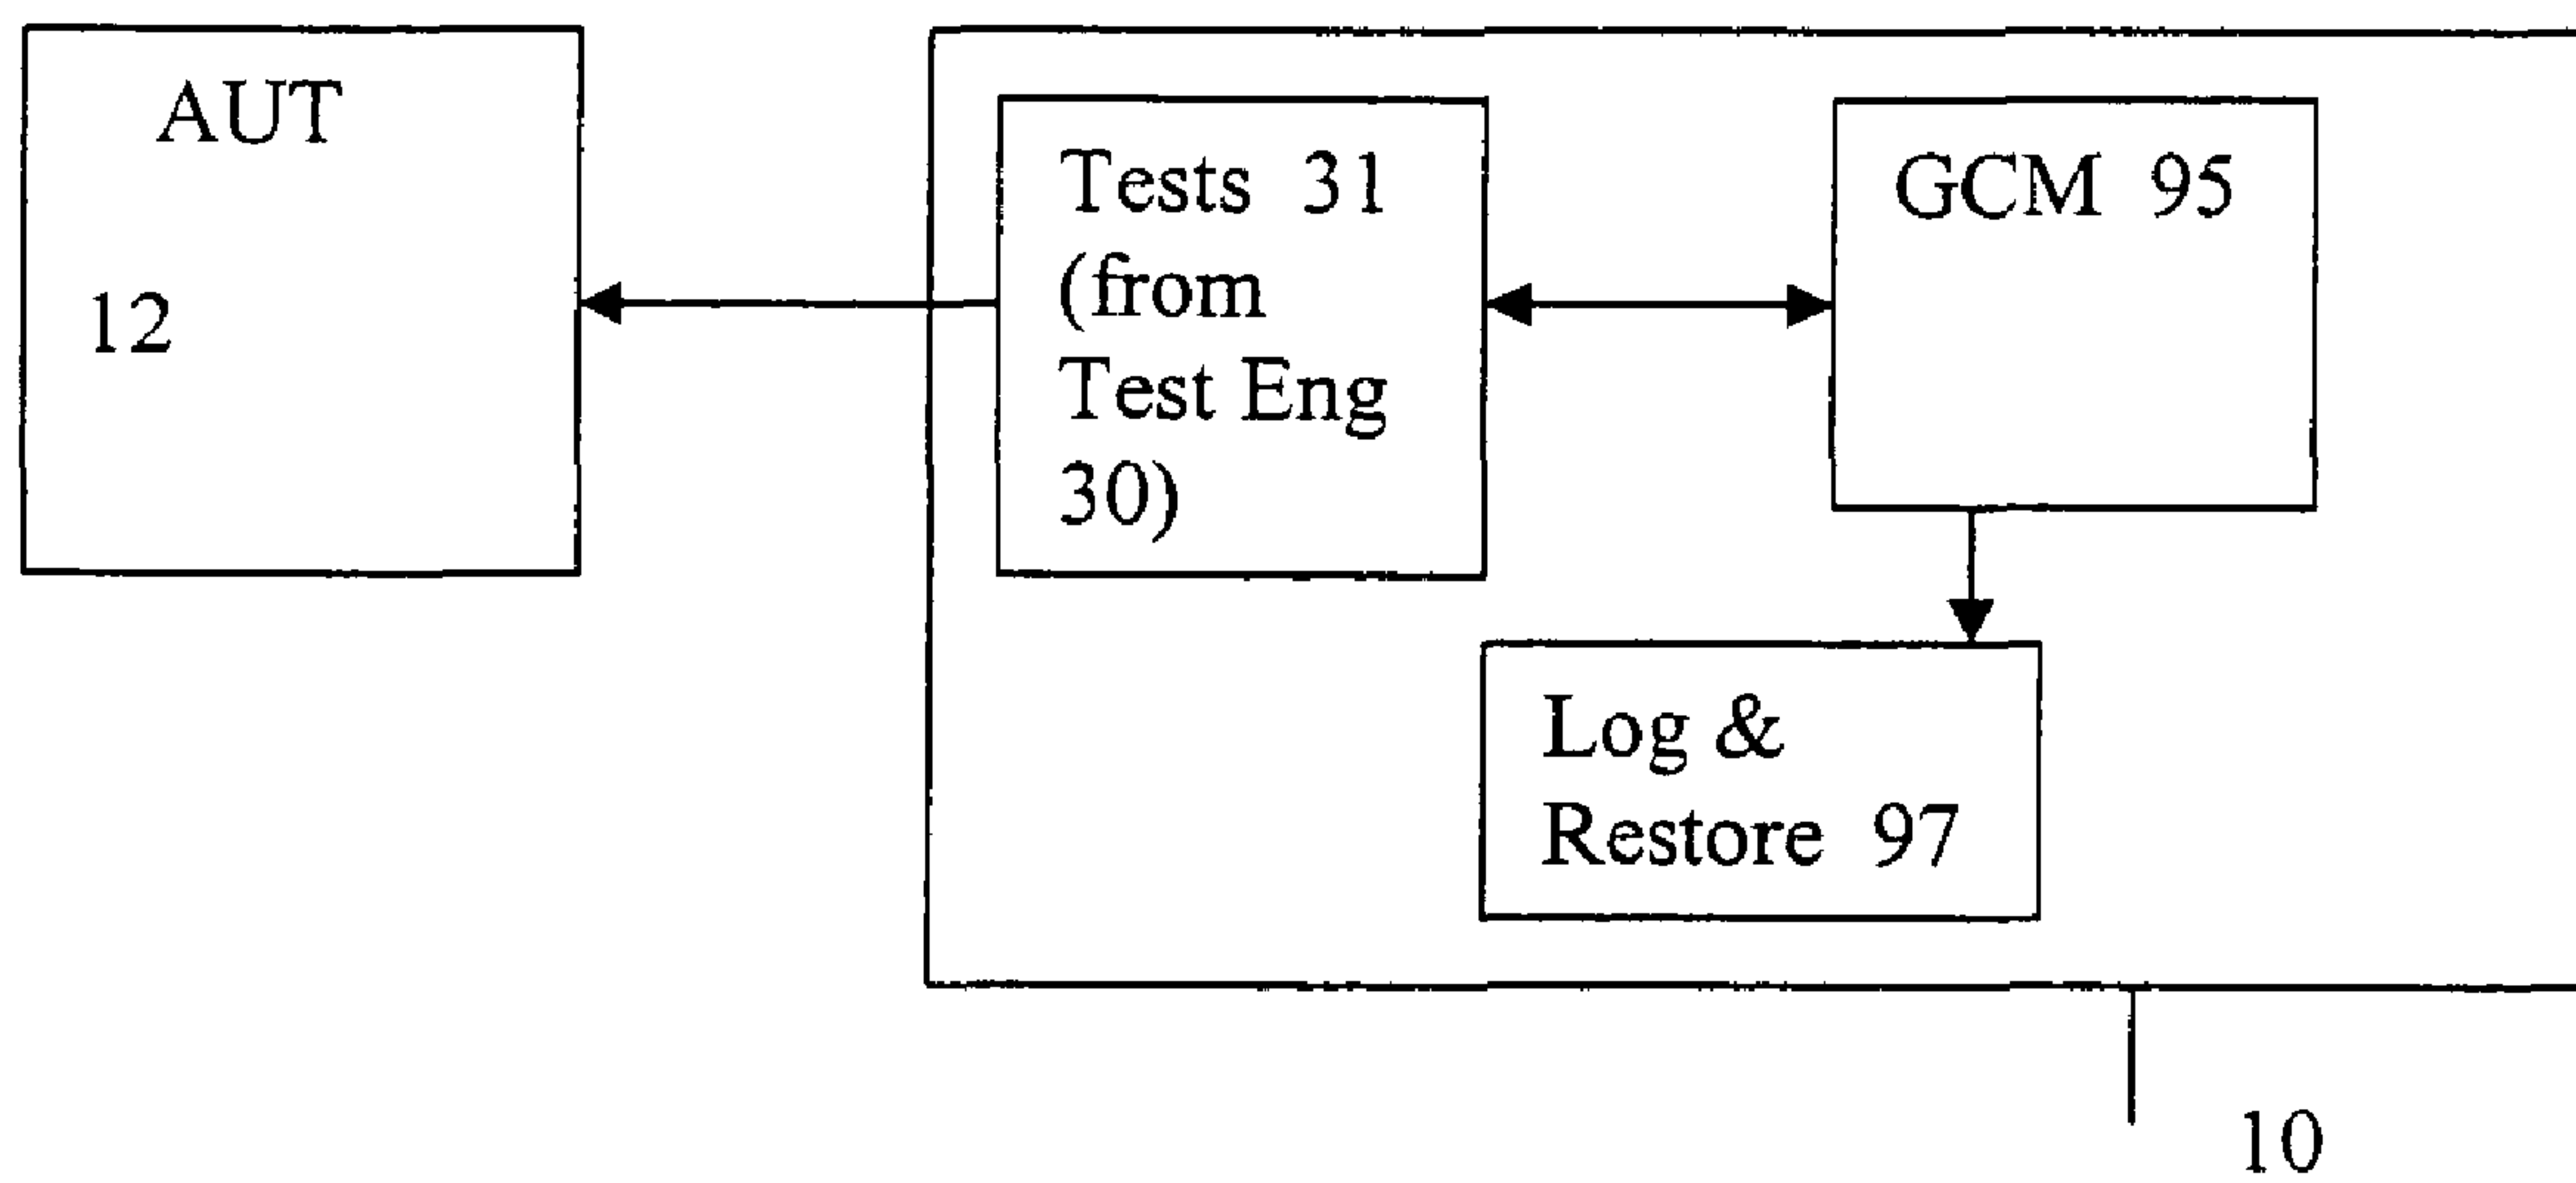 AUT
12
Tests 31
(from
Test Eng
30)
GCM 95
Log &
Restore 97
10